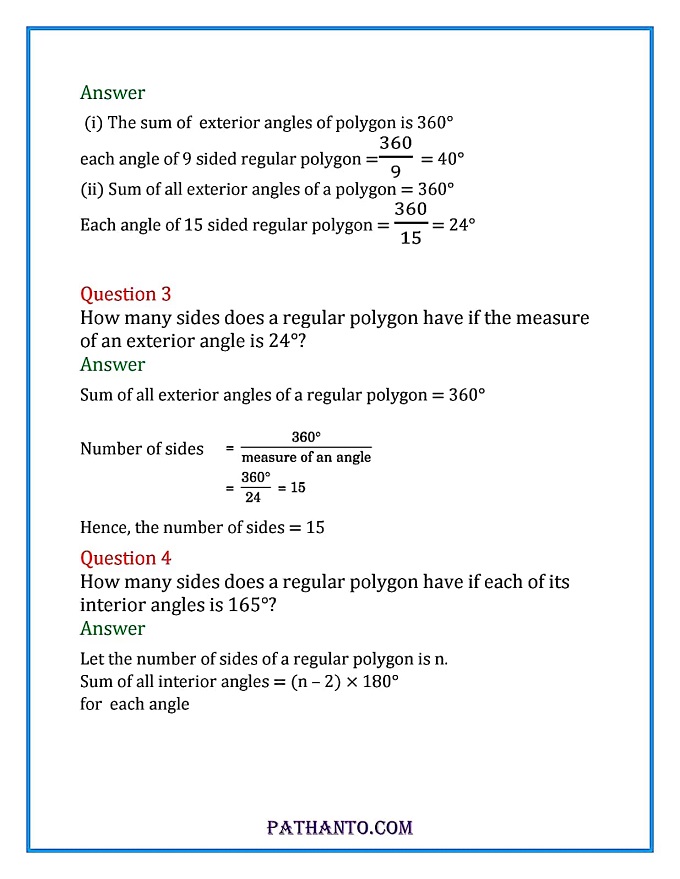 Answer
(i) The sum of exterior angles of polygon is 360°
each angle of 9 sided regular polygon = 360/9 = 40°
(ii) Sum of all exterior angles of a polygon = 360°
Each angle of 15 sided regular polygon = 360/15 = 24°
Question 3
How many sides does a regular polygon have if the measure
of an exterior angle is 24°?
Answer
Sum of all exterior angles of a regular polygon = 360°
Number of sides = 360°/measure of an angle
= 360°/24 = 15
Hence, the number of sides = 15
Question 4
How many sides does a regular polygon have if each of its
interior angles is 165°?
Answer
Let the number of sides of a regular polygon is n.
Sum of all interior angles = (n – 2) × 180°
for each angle
PATHANTO.COM